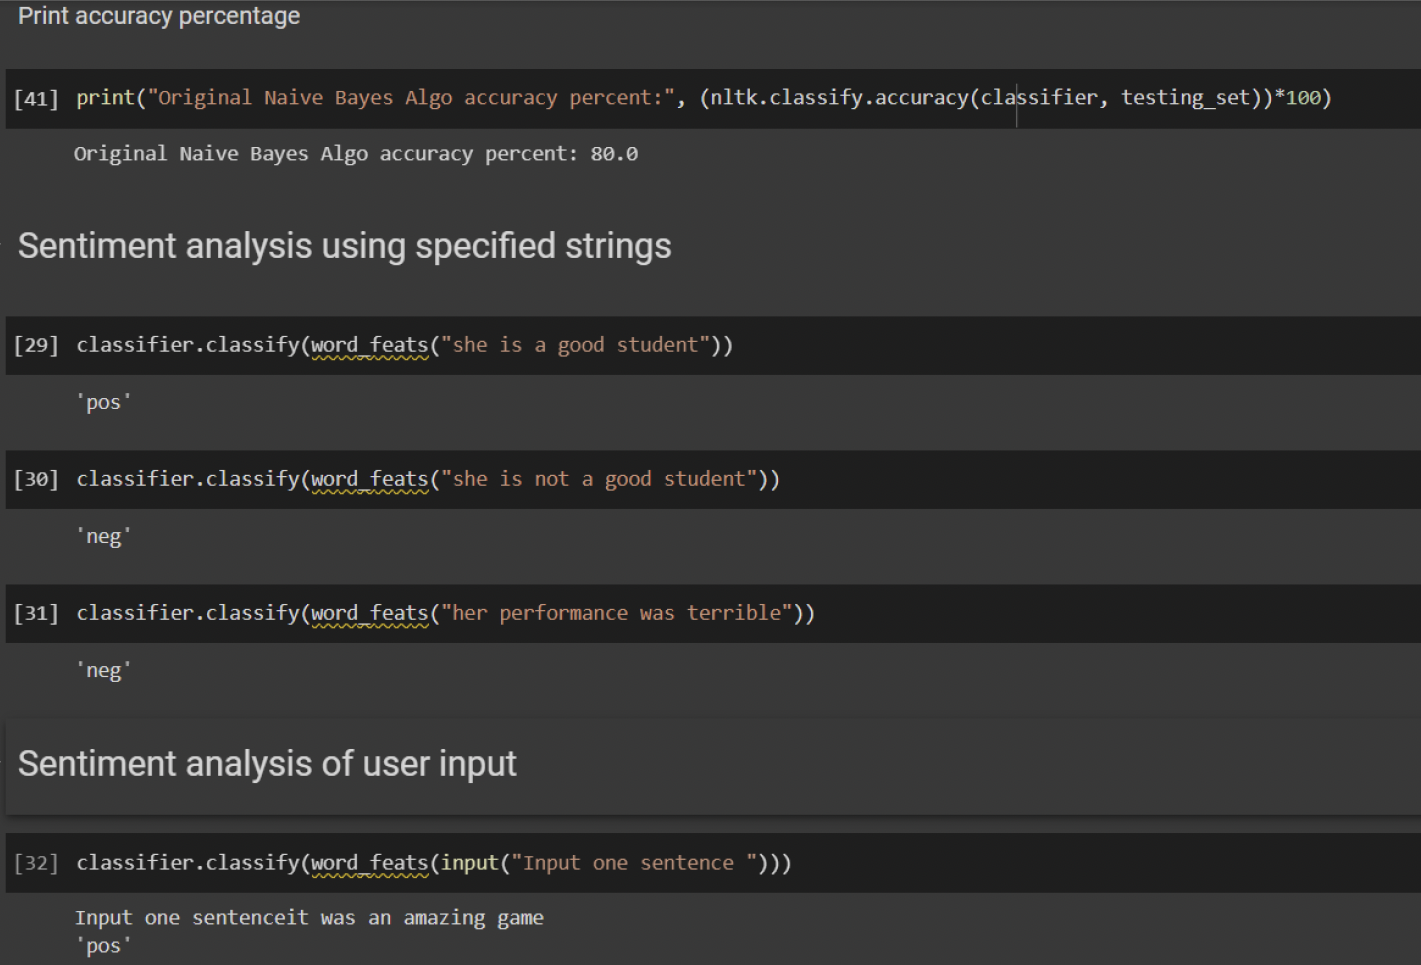 Print accuracy percentage
[41] print("Original Naive Bayes Algo accuracy percent:", (nltk.classify.accuracy(classifier, testing_set))*100)
Original Naive Bayes Algo accuracy percent: 80.0
Sentiment analysis using specified strings
[29] classifier.classify(word_feats("she is a good student"))
'pos'
[30] classifier.classify(word_feats("she is not a good student"))
'neg'
[31] classifier.classify(word_feats("her performance was terrible"))
'neg'
Sentiment analysis of user input
[32] classifier.classify(word_feats(input("Input one sentence ")))
Input one sentenceit was an amazing game
'pos'